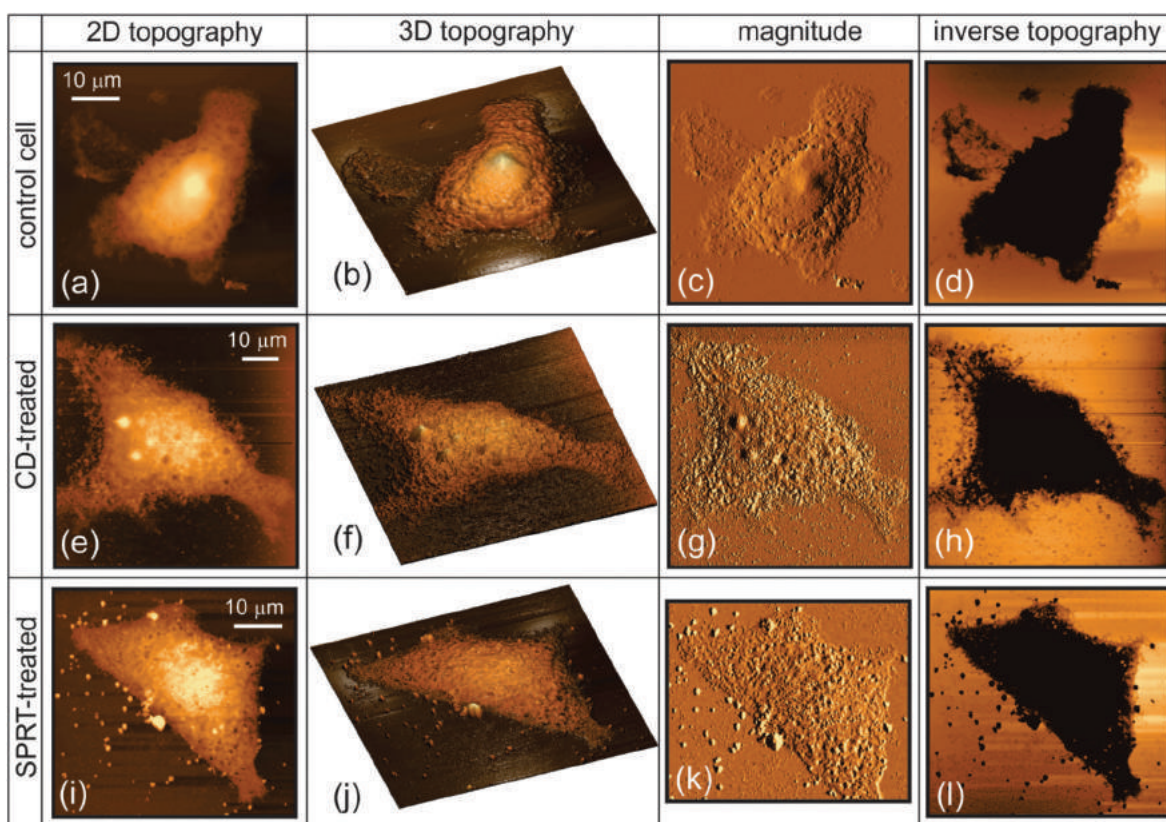 2D topography 3D topography magnitude inverse topography
control cell
10 μm
(a) (b) (c) (d)
CD-treated
10 μm
(e) (f) (g) (h)
SPRT-treated
10 μm
(i) (j) (k) (l)